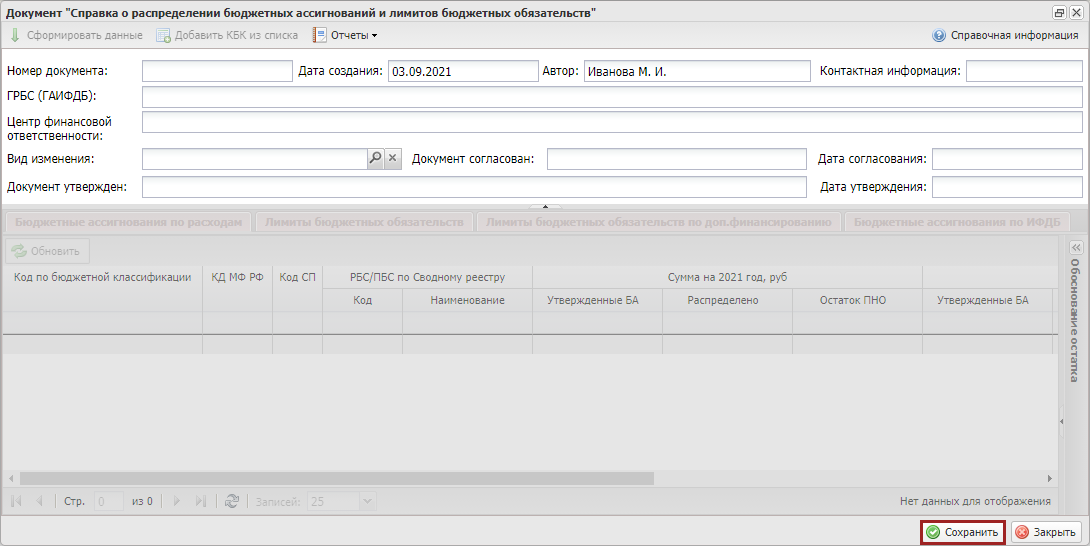 Документ "Справка о распределении бюджетных ассигнований и лимитов бюджетных обязательств"
Сформировать данные Добавить КБК из списка Отчеты Справочная информация
Номер документа: Дата создания: 03.09.2021 Автор: Иванова М. И. Контактная информация:
ГРБС (ГАИФДБ):
Центр финансовой
ответственности:
Вид изменения: Документ согласован: Дата согласования:
Документ утвержден: Дата утверждения:
Бюджетные ассигнования по расходам Лимиты бюджетных обязательств Лимиты бюджетных обязательств по доп.финансированию Бюджетные ассигнования по ИФДБ
Обновить
Код по бюджетной классификации КД МФ РФ Код СП РБС/ПБС по Сводному реестру Сумма на 2021 год, руб
Код Наименование Утвержденные БА Распределено Остаток ПНО Утвержденные БА
Обоснование остатка
Стр. 0 из 0 Записей: 25 Нет данных для отображения
Сохранить Закрыть